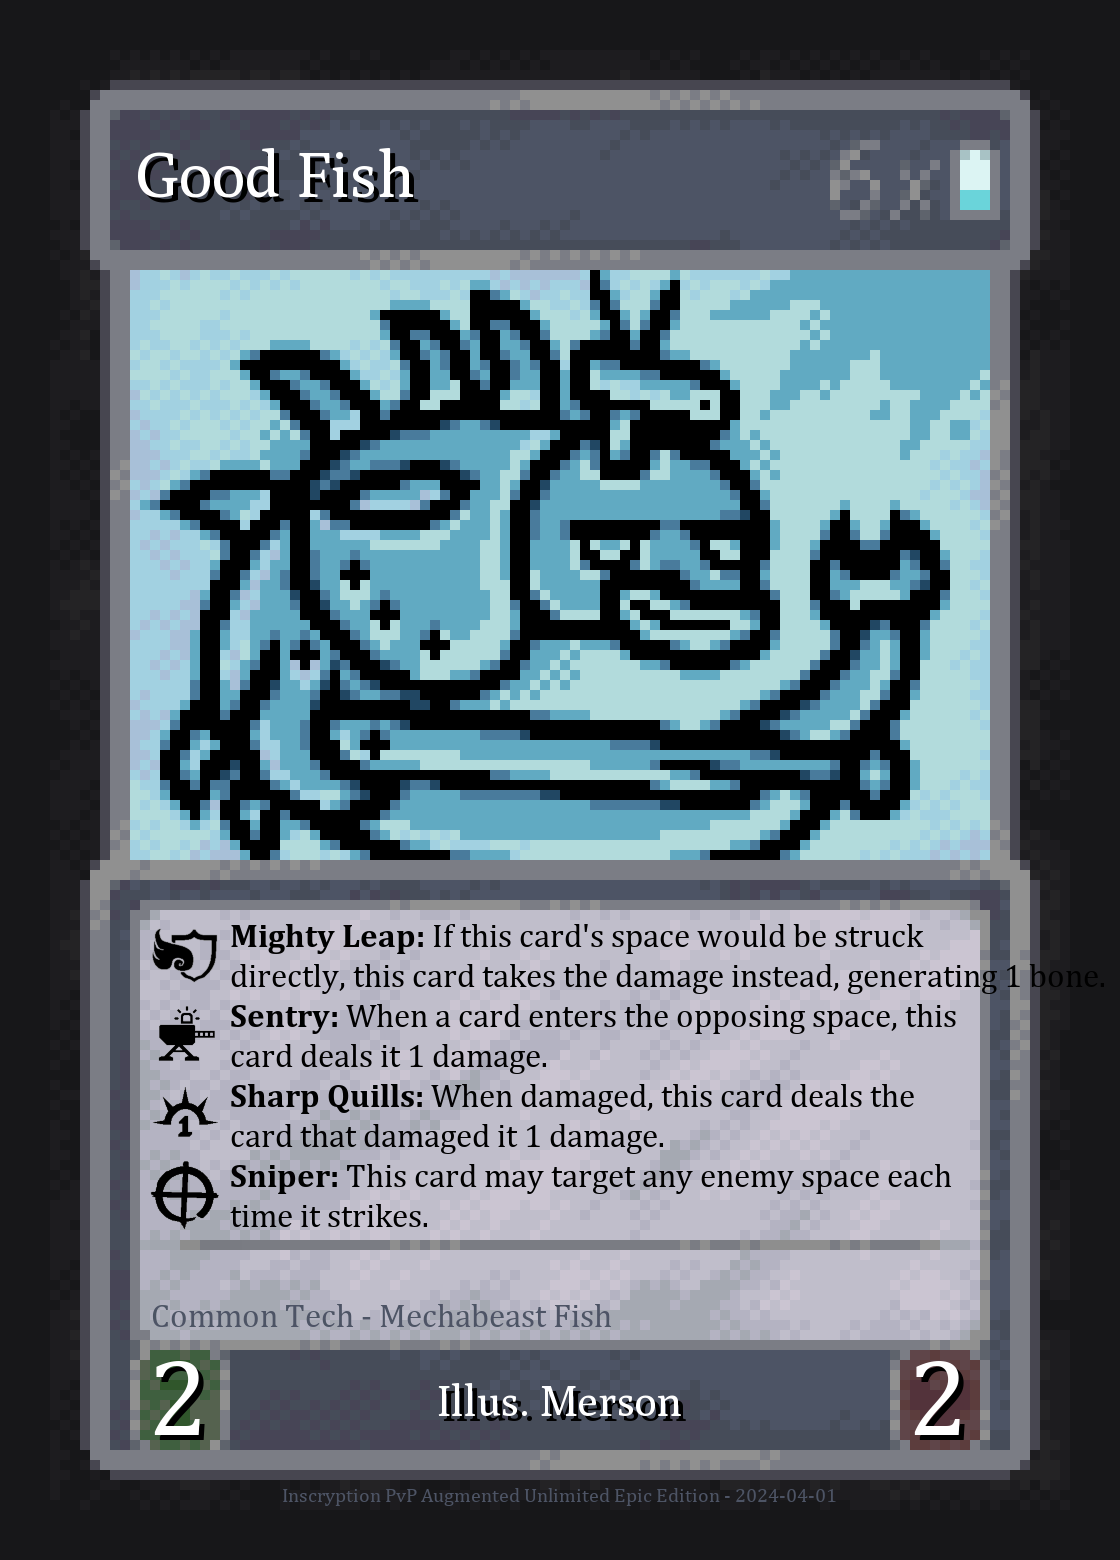 Good Fish
6x
Mighty Leap: If this card's space would be struck
directly, this card takes the damage instead, generating 1 bone.
Sentry: When a card enters the opposing space, this
card deals it 1 damage.
1
Sharp Quills: When damaged, this card deals the
card that damaged it 1 damage.
Sniper: This card may target any enemy space each
time it strikes.
Common Tech - Mechabeast Fish
2
Illus. Merson
2
Inscryption PvP Augmented Unlimited Epic Edition - 2024-04-01